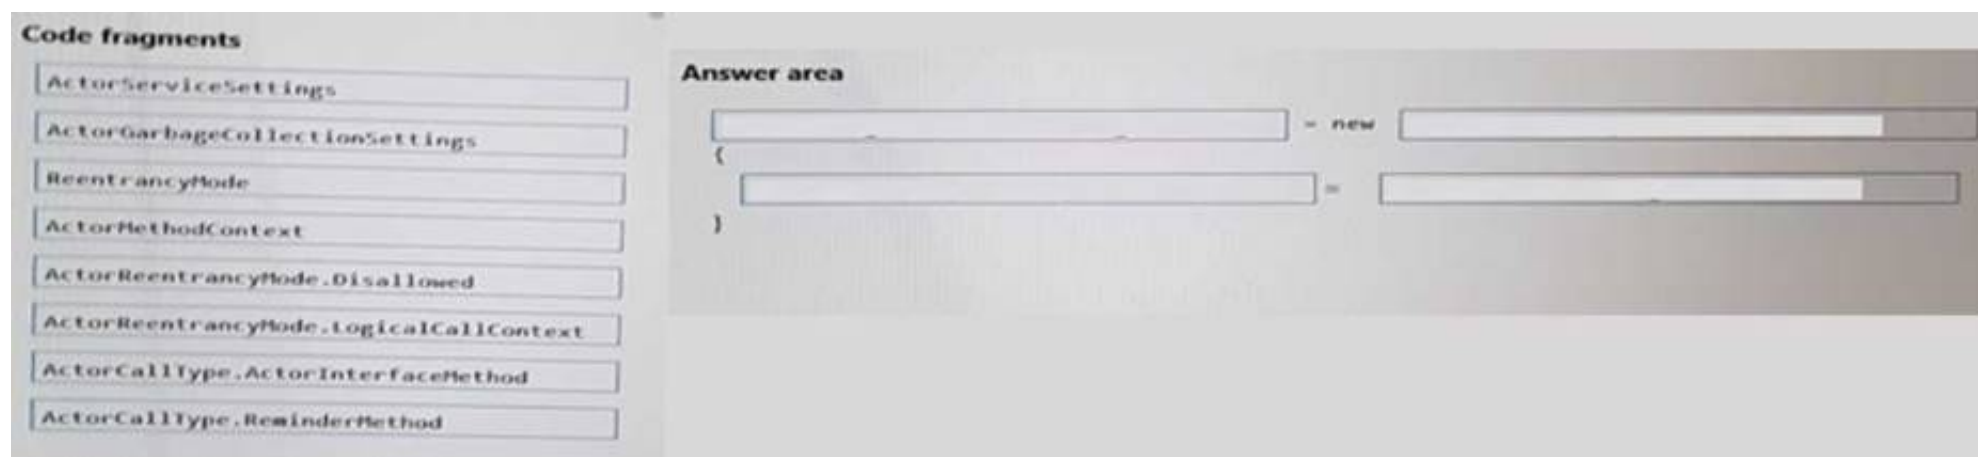 Code fragments
ActorServiceSettings
ActorGarbageCollectionSettings
ReentrancyMode
ActorMethodContext
ActorReentrancyMode.Disallowed
ActorReentrancyMode.LogicalCallContext
ActorCallType.ActorInterfaceMethod
ActorCallType.ReminderMethod
Answer area
= new
{
=
}